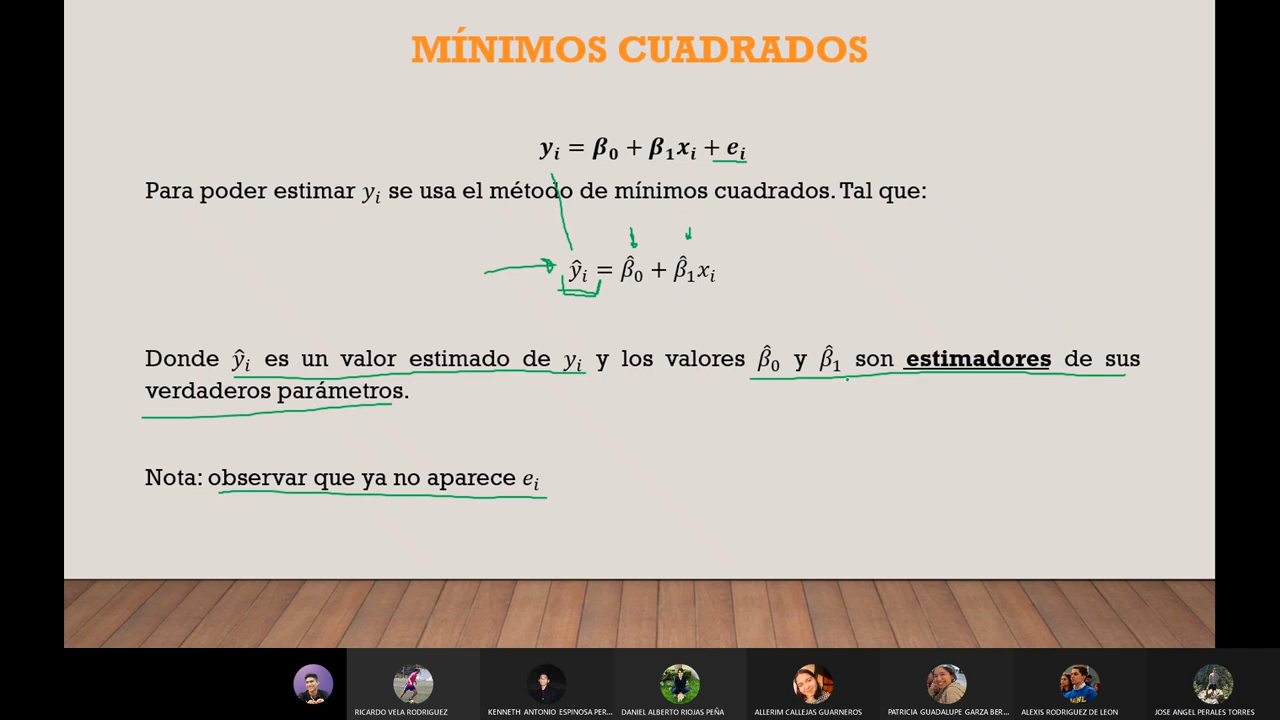 MÍNIMOS CUADRADOS
yᵢ = β₀ + β₁xᵢ + eᵢ
Para poder estimar yᵢ se usa el método de mínimos cuadrados. Tal que:
ŷᵢ = β̂₀ + β̂₁xᵢ
Donde ŷᵢ es un valor estimado de yᵢ y los valores β̂₀ y β̂₁ son estimadores de sus
verdaderos parámetros.
Nota: observar que ya no aparece eᵢ
RICARDO VELA RODRIGUEZ
KENNETH ANTONIO ESPINOSA PER...
DANIEL ALBERTO RIOJAS PEÑA
ALLERIM CALLEJAS GUARNEROS
PATRICIA GUADALUPE GARZA BER...
ALEXIS RODRIGUEZ DE LEON
JOSE ANGEL PERALES TORRES